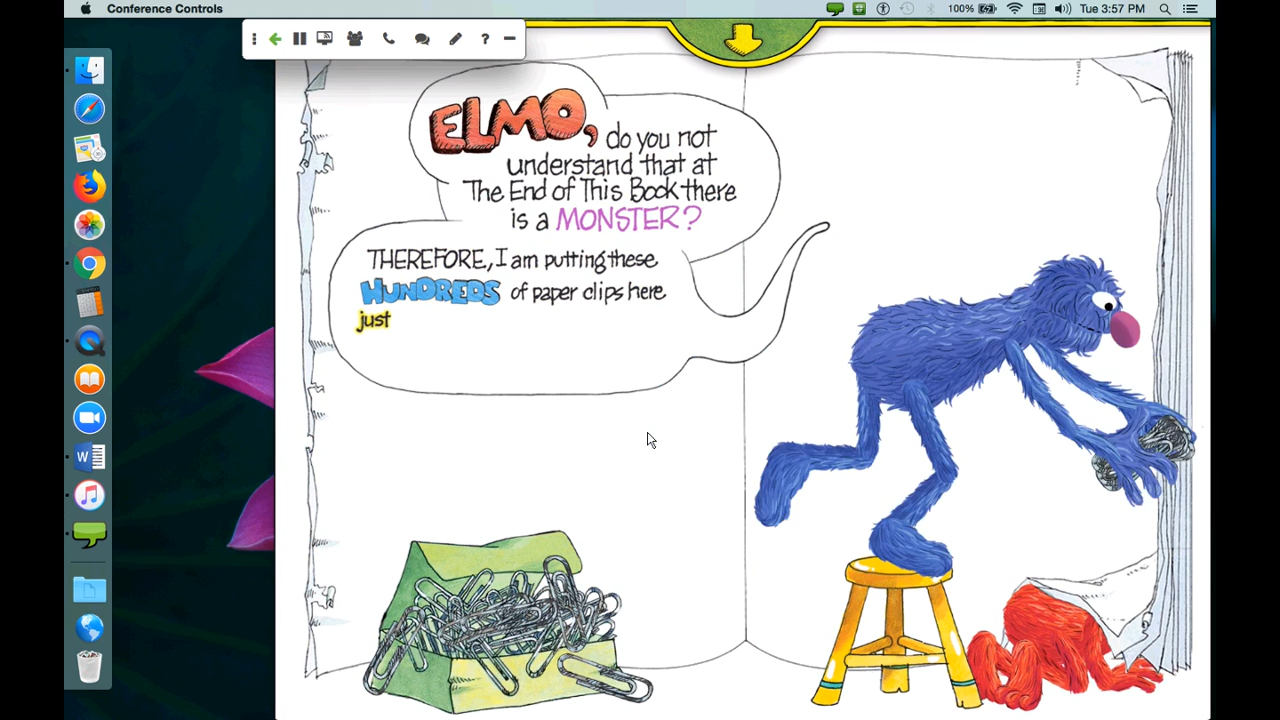 Conference Controls
100%
Tue 3:57 PM
ELMO, do you not
understand that at
The End of This Book there
is a MONSTER?
THEREFORE, I am putting these
HUNDREDS of paper clips here
just